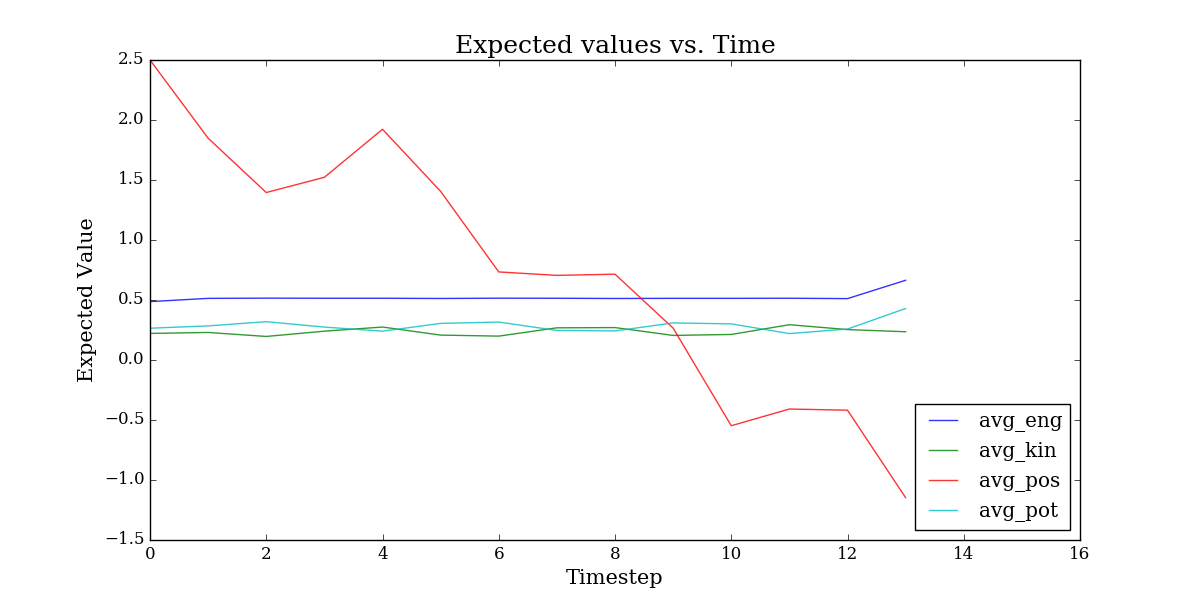 Expected values vs. Time
2.5
2.0
1.5
1.0
0.5
0.0
−0.5
−1.0
−1.5
Expected Value
0 2 4 6 8 10 12 14 16
Timestep
avg_eng
avg_kin
avg_pos
avg_pot